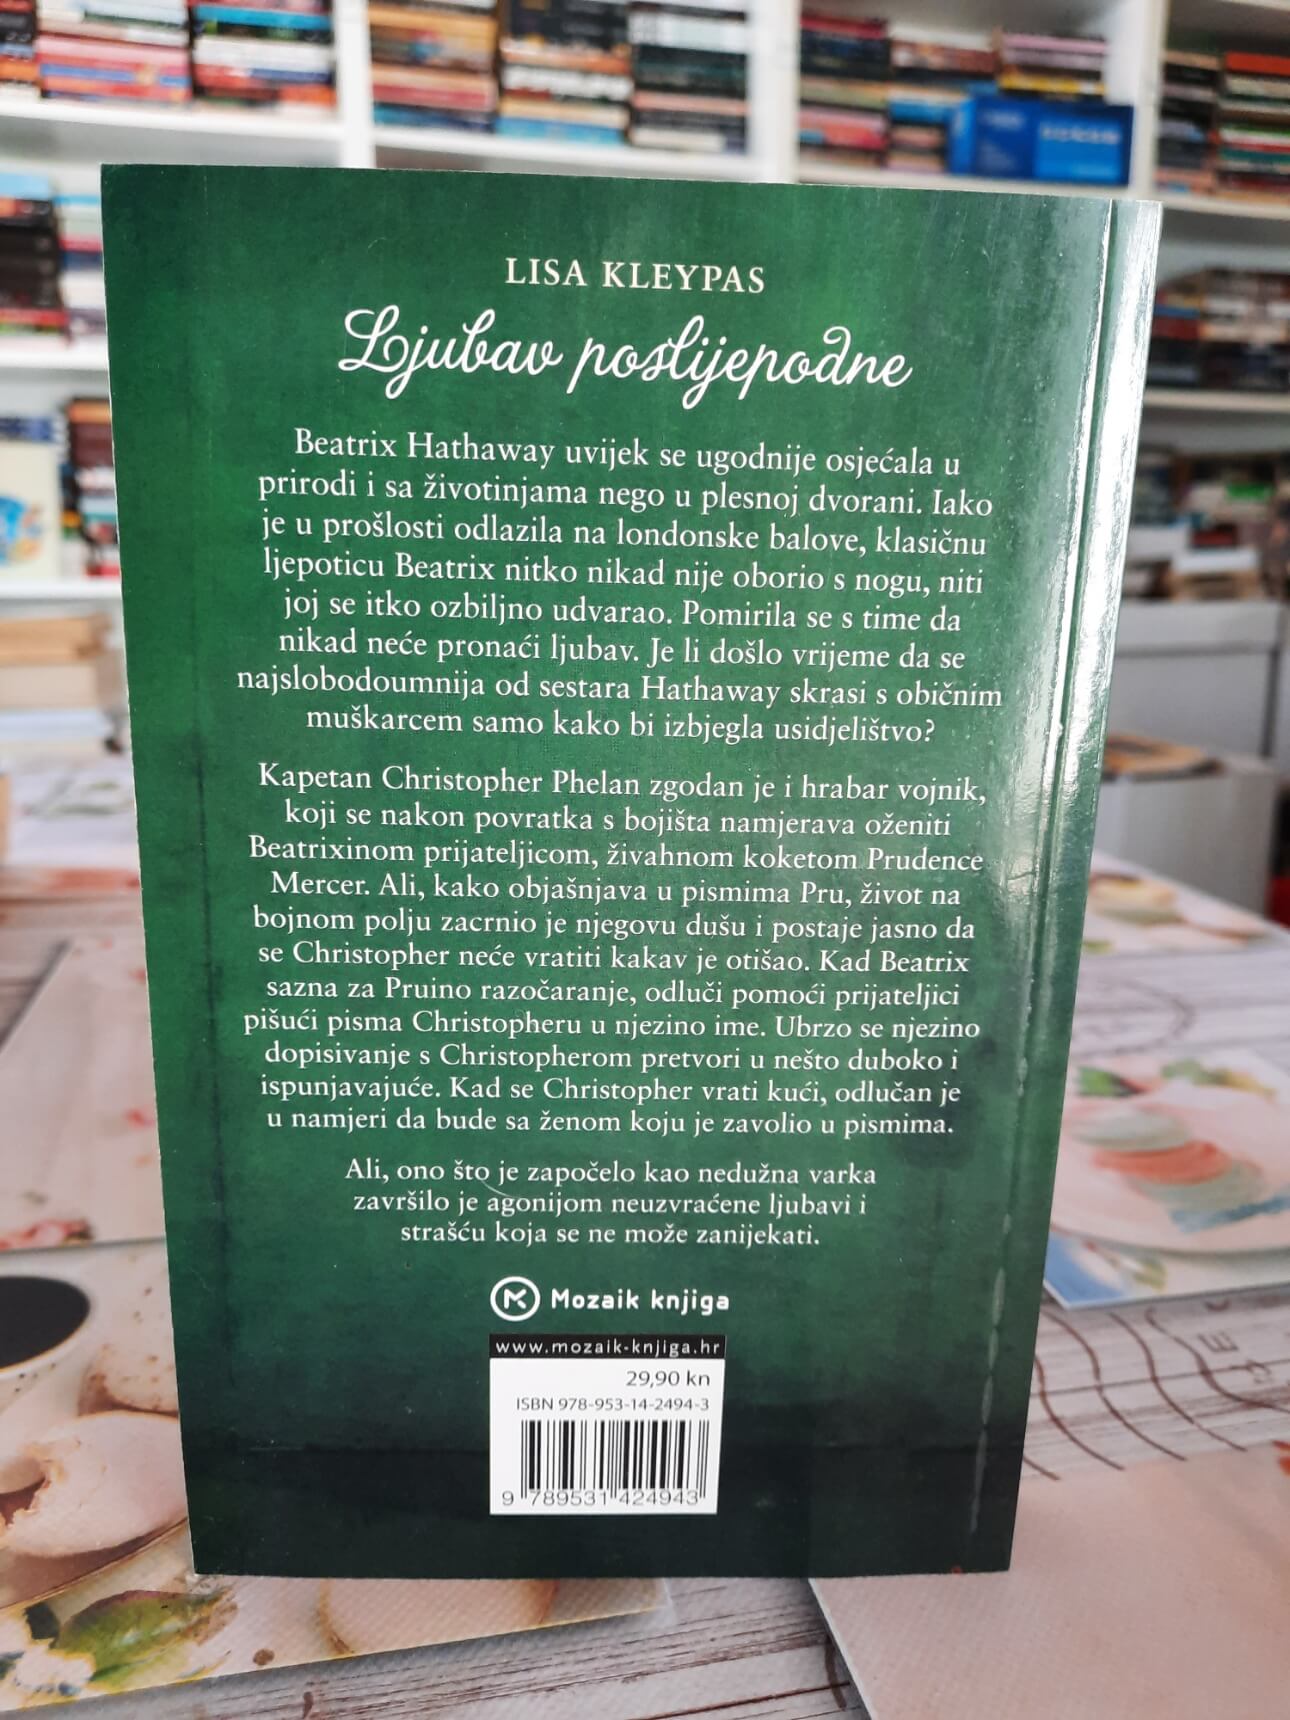 LISA KLEYPAS
Ljubav poslijepodne
Beatrix Hathaway uvijek se ugodnije osjećala u
prirodi i sa životinjama nego u plesnoj dvorani. Iako
je u prošlosti odlazila na londonske balove, klasičnu
ljepoticu Beatrix nitko nikad nije oborio s nogu, niti
joj se itko ozbiljno udvarao. Pomirila se s time da
nikad neće pronaći ljubav. Je li došlo vrijeme da se
najslobodoumnija od sestara Hathaway skrasi s običnim
muškarcem samo kako bi izbjegla usidjelištvo?
Kapetan Christopher Phelan zgodan je i hrabar vojnik,
koji se nakon povratka s bojišta namjerava oženiti
Beatrixinom prijateljicom, živahnom koketom Prudence
Mercer. Ali, kako objašnjava u pismima Pru, život na
bojnom polju zacrnio je njegovu dušu i postaje jasno da
se Christopher neće vratiti kakav je otišao. Kad Beatrix
sazna za Pruino razočaranje, odluči pomoći prijateljici
pišući pisma Christopheru u njezino ime. Ubrzo se njezino
dopisivanje s Christopherom pretvori u nešto duboko i
ispunjavajuće. Kad se Christopher vrati kući, odlučan je
u namjeri da bude sa ženom koju je zavolio u pismima.
Ali, ono što je započelo kao nedužna varka
završilo je agonijom neuzvraćene ljubavi i
strašću koja se ne može zanijekati.
Mozaik knjiga
www.mozaik-knjiga.hr
29,90 kn
ISBN 978-953-14-2494-3
9 789531 424943